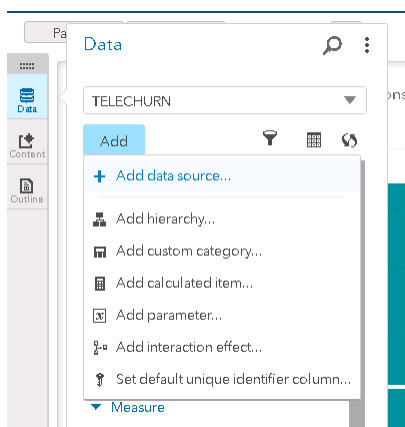 Pa
Data
TELECHURN
Data
Add
Content
Add data source...
Outline
Add hierarchy...
Add custom category...
Add calculated item...
Add parameter...
x
Add interaction effect...
Set default unique identifier column...
Measure
ons